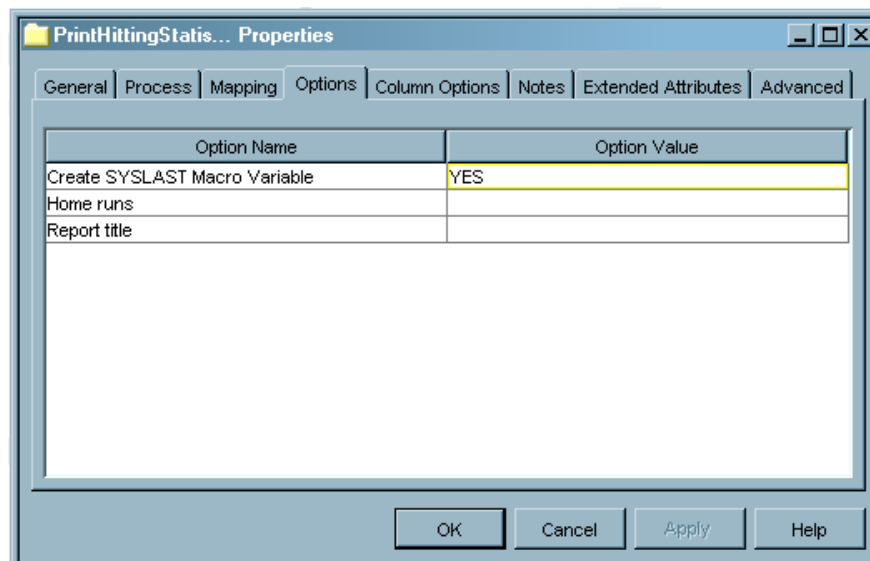 PrintHittingStatis... Properties
General Process Mapping Options Column Options Notes Extended Attributes Advanced
Option Name Option Value
Create SYSLAST Macro Variable YES
Home runs
Report title
OK Cancel Apply Help